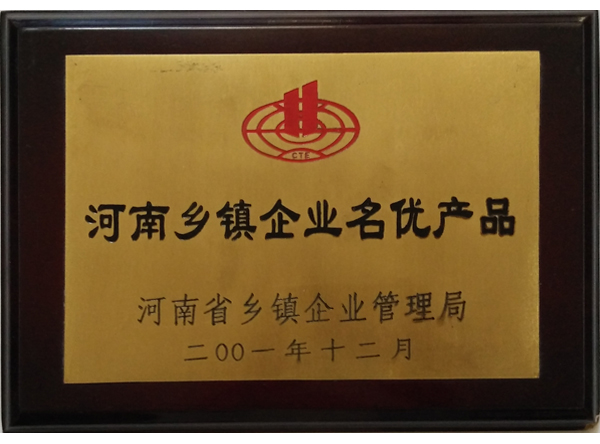 CTE
河南乡镇企业名优产品
河南省乡镇企业管理局
二00一年十二月